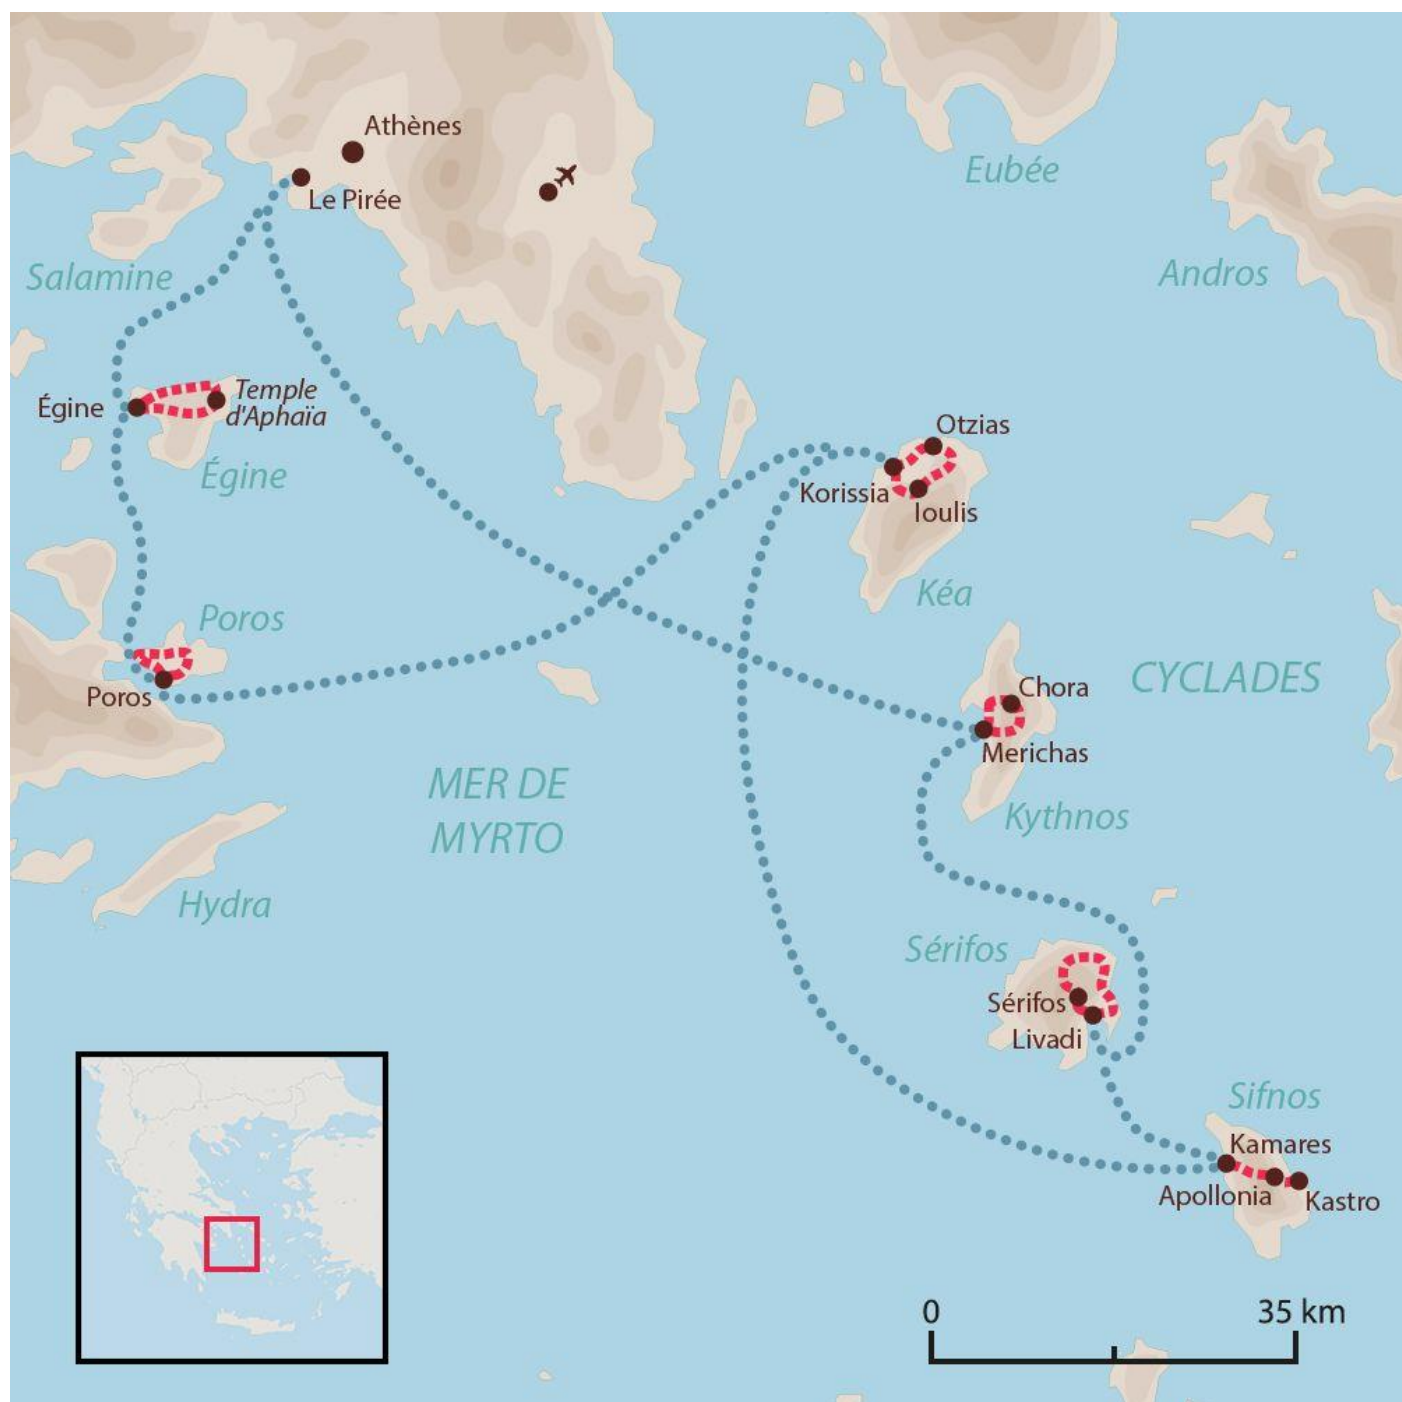 Athènes
Le Pirée
Eubée
Andros
Salamine
Temple
d'Aphaïa
Égine
Égine
Otzias
Korissia
Ioulis
Kéa
Poros
Poros
CYCLADES
Chora
Merichas
MER DE
MYRTO
Kythnos
Hydra
Sérifos
Sérifos
Livadi
Sifnos
Kamares
Apollonia
Kastro
0
35 km